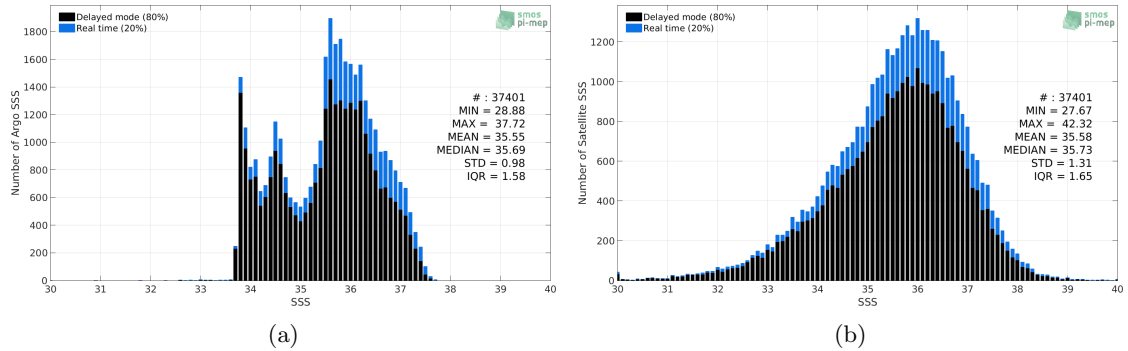 Delayed mode (80%)
Real time (20%)
smos
pi-mep
Number of Argo SSS
1800
1600
1400
1200
1000
800
600
400
200
0
# : 37401
MIN = 28.88
MAX = 37.72
MEAN = 35.55
MEDIAN = 35.69
STD = 0.98
IQR = 1.58
30 31 32 33 34 35 36 37 38 39 40
SSS
(a)
Delayed mode (80%)
Real time (20%)
smos
pi-mep
Number of Satellite SSS
1200
1000
800
600
400
200
0
# : 37401
MIN = 27.67
MAX = 42.32
MEAN = 35.58
MEDIAN = 35.73
STD = 1.31
IQR = 1.65
30 31 32 33 34 35 36 37 38 39 40
SSS
(b)